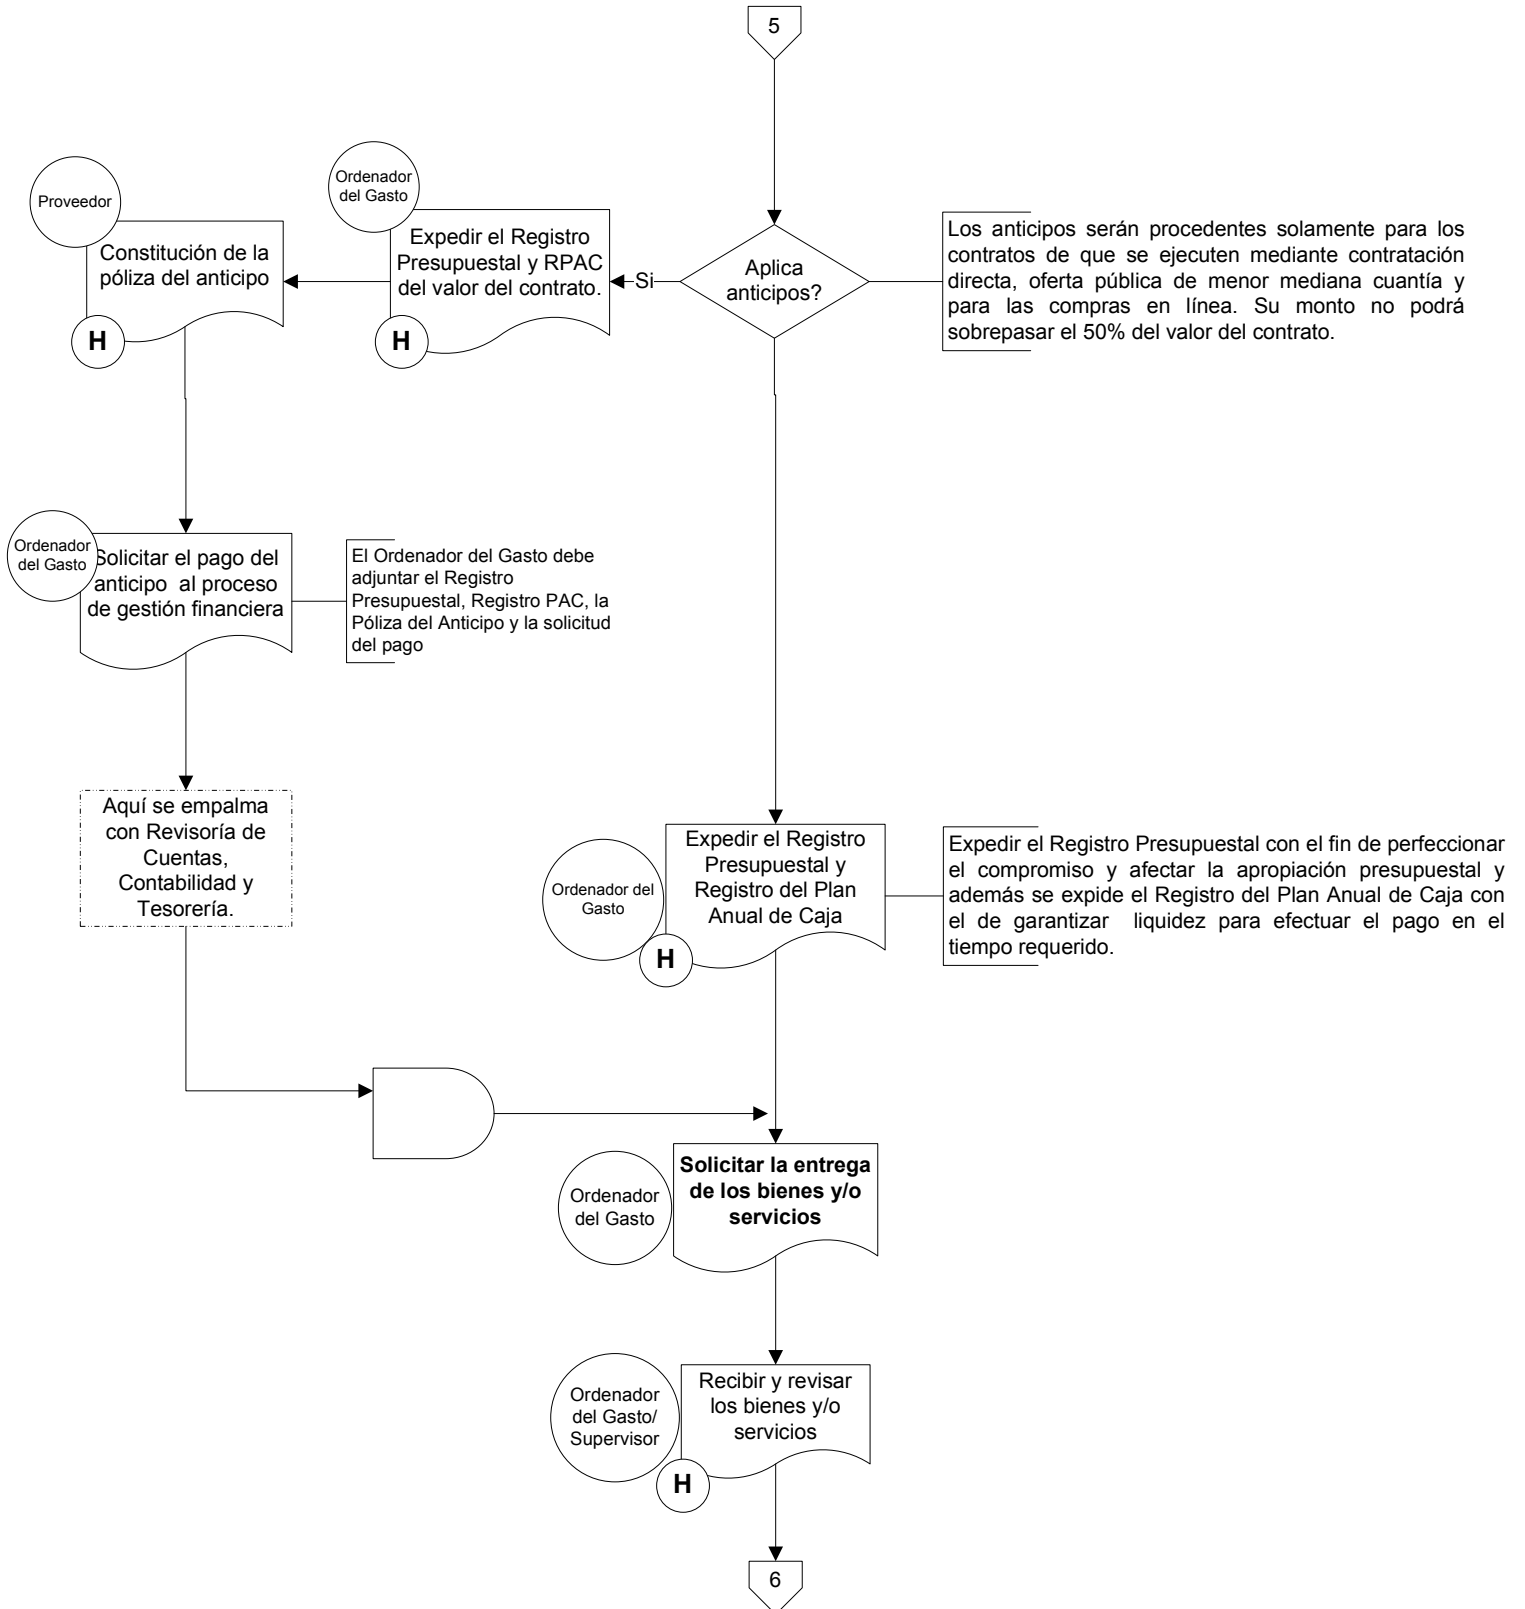 5
Proveedor
Constitución de la
póliza del anticipo
H
Ordenador
del Gasto
Expedir el Registro
Presupuestal y RPAC
del valor del contrato.
H
Si
Aplica
anticipos?
Los anticipos serán procedentes solamente para los
contratos de que se ejecuten mediante contratación
directa, oferta pública de menor mediana cuantía y
para las compras en línea. Su monto no podrá
sobrepasar el 50% del valor del contrato.
Ordenador
del Gasto
Solicitar el pago del
anticipo al proceso
de gestión financiera
El Ordenador del Gasto debe
adjuntar el Registro
Presupuestal, Registro PAC, la
Póliza del Anticipo y la solicitud
del pago
Aquí se empalma
con Revisoría de
Cuentas,
Contabilidad y
Tesorería.
Ordenador del
Gasto
Expedir el Registro
Presupuestal y
Registro del Plan
Anual de Caja
H
Expedir el Registro Presupuestal con el fin de perfeccionar
el compromiso y afectar la apropiación presupuestal y
además se expide el Registro del Plan Anual de Caja con
el de garantizar liquidez para efectuar el pago en el
tiempo requerido.
Ordenador
del Gasto
Solicitar la entrega
de los bienes y/o
servicios
Ordenador
del Gasto/
Supervisor
Recibir y revisar
los bienes y/o
servicios
H
6